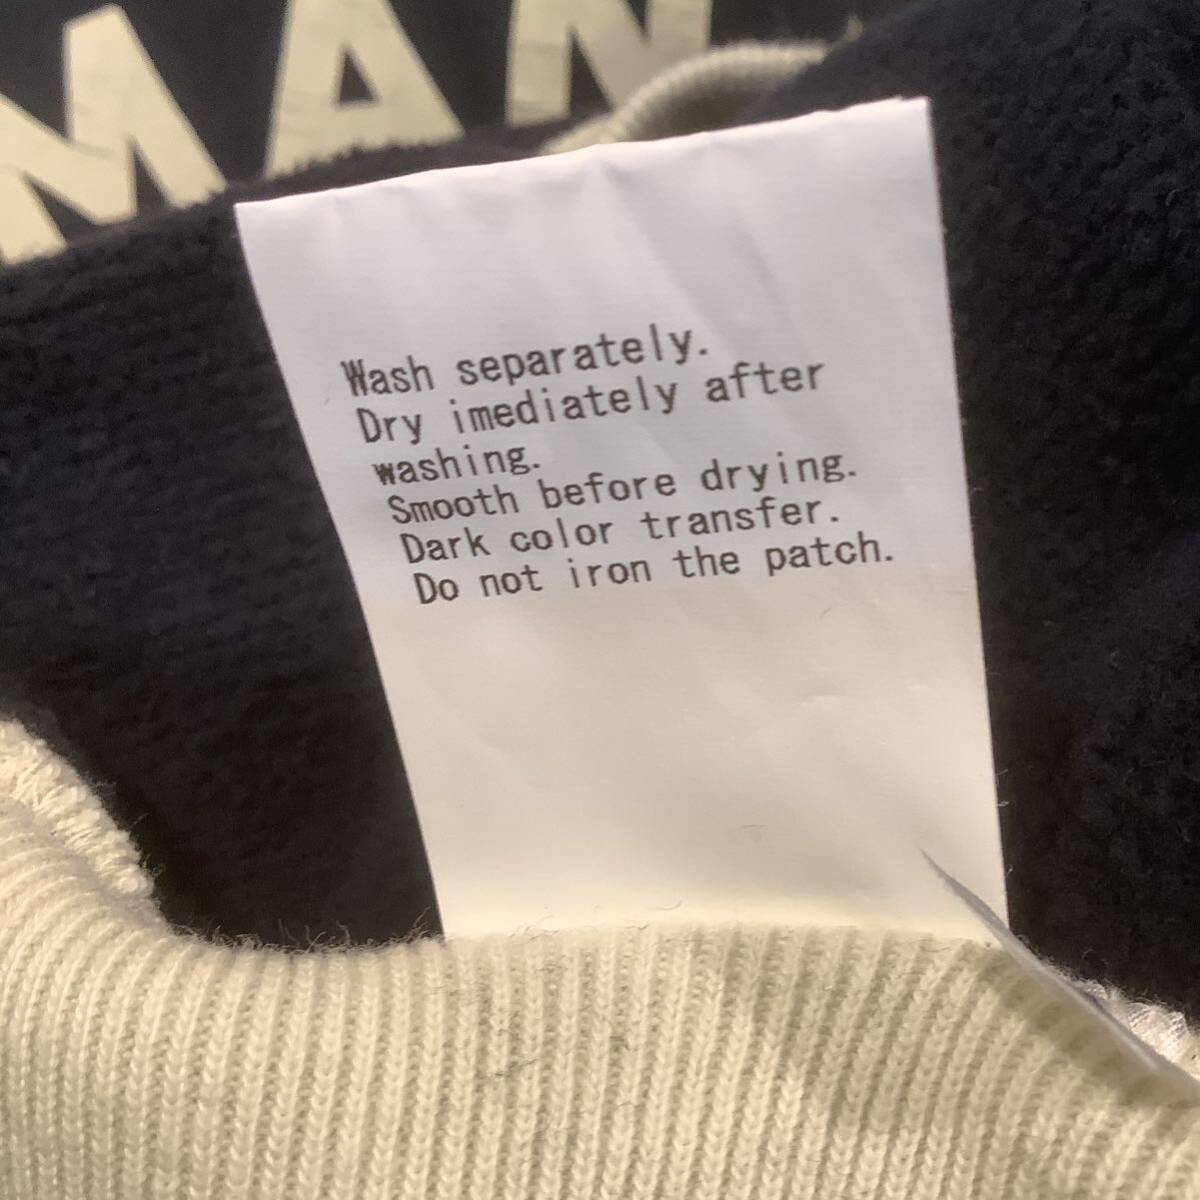 MAN
Wash separately.
Dry imediately after
washing.
Smooth before drying.
Dark color transfer.
Do not iron the patch.